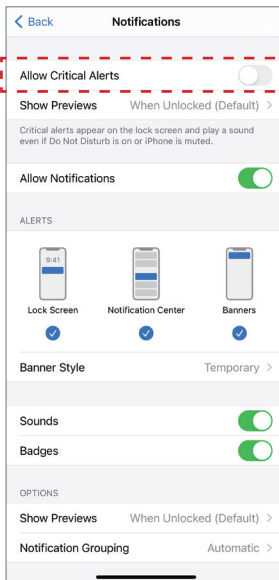 Back Notifications
Allow Critical Alerts
Show Previews When Unlocked (Default)
Critical alerts appear on the lock screen and play a sound
even if Do Not Disturb is on or iPhone is muted.
Allow Notifications
ALERTS
9:41
Lock Screen Notification Center Banners
Banner Style Temporary
Sounds
Badges
OPTIONS
Show Previews When Unlocked (Default)
Notification Grouping Automatic